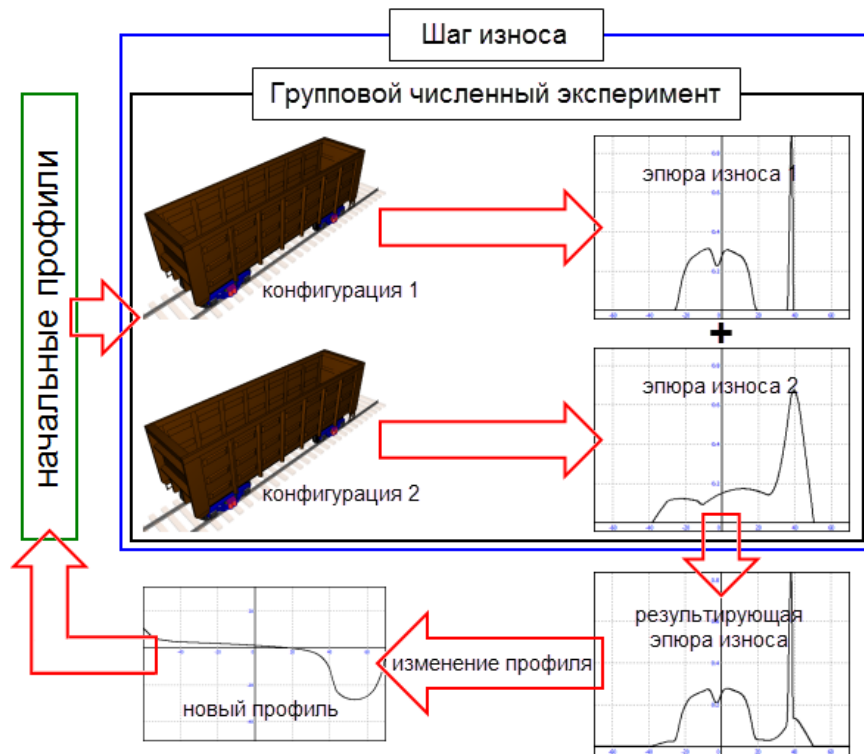 Шаг износа
Групповой численный эксперимент
начальные профили
эпюра износа 1
конфигурация 1
+
эпюра износа 2
конфигурация 2
результирующая
эпюра износа
изменение профиля
новый профиль